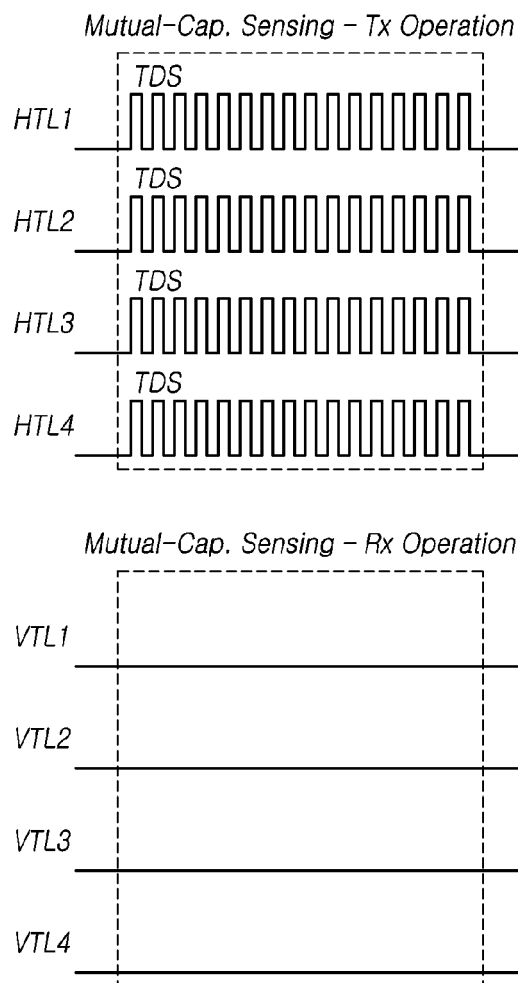 Mutual-Cap. Sensing - Tx Operation
TDS
HTL1
TDS
HTL2
TDS
HTL3
TDS
HTL4
Mutual-Cap. Sensing - Rx Operation
VTL1
VTL2
VTL3
VTL4